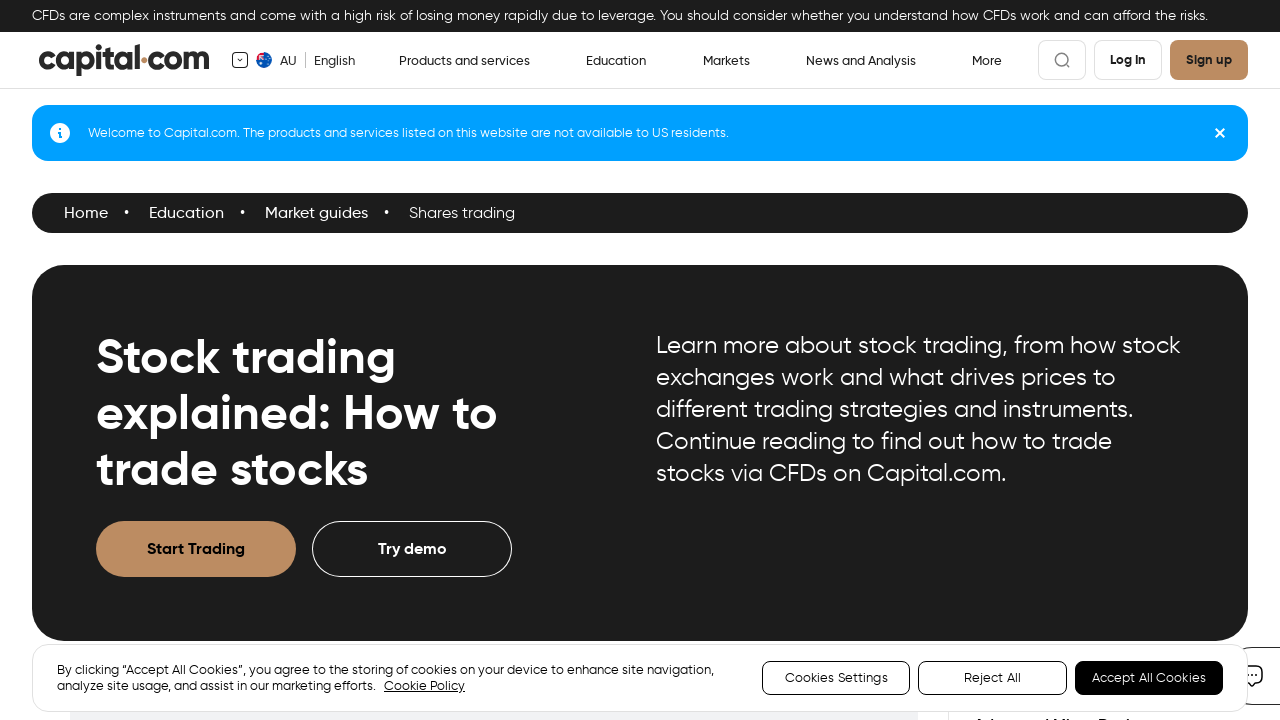 CFDs are complex instruments and come with a high risk of losing money rapidly due to leverage. You should consider whether you understand how CFDs work and can afford the risks.
capital.com
AU English
Products and services
Education
Markets
News and Analysis
More
Log In
Sign up
Welcome to Capital.com. The products and services listed on this website are not available to US residents.
Home • Education • Market guides • Shares trading
Stock trading
explained: How to
trade stocks
Learn more about stock trading, from how stock
exchanges work and what drives prices to
different trading strategies and instruments.
Continue reading to find out how to trade
stocks via CFDs on Capital.com.
Start Trading
Try demo
By clicking “Accept All Cookies”, you agree to the storing of cookies on your device to enhance site navigation,
analyze site usage, and assist in our marketing efforts. Cookie Policy
Cookies Settings
Reject All
Accept All Cookies